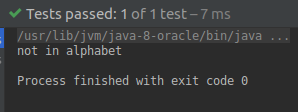 Tests passed: 1 of 1 test – 7 ms
/usr/lib/jvm/java-8-oracle/bin/java ...
not in alphabet
Process finished with exit code 0